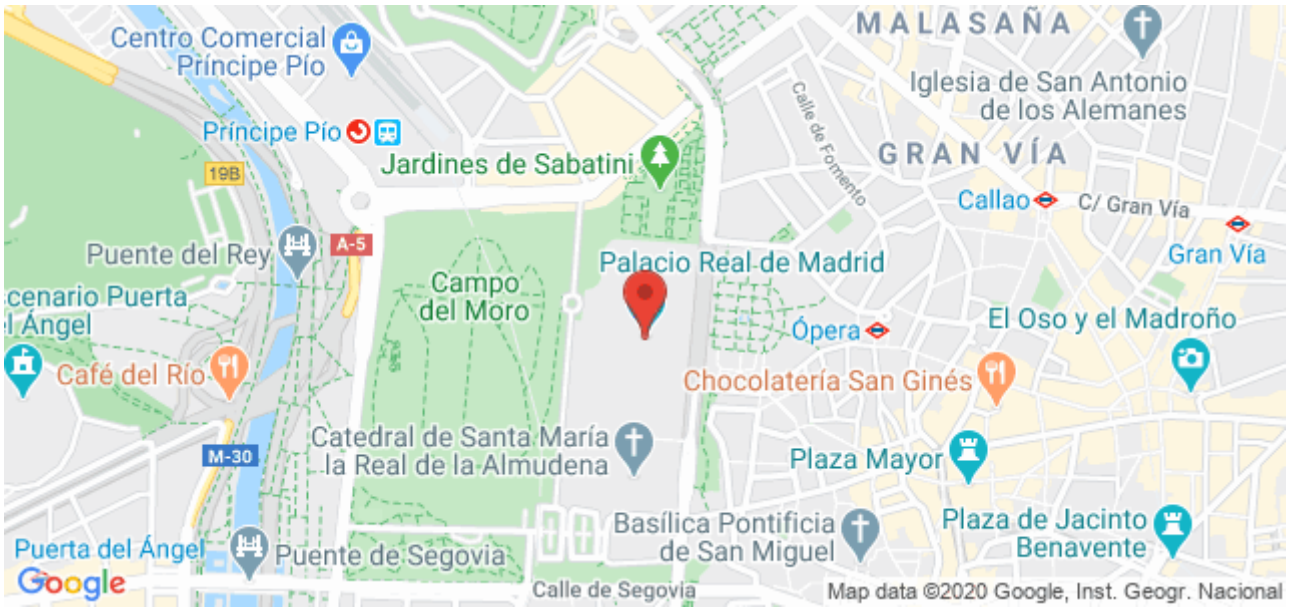 MALASAÑA
Centro Comercial
Príncipe Pío
Iglesia de San Antonio
de los Alemanes
Calle de Fomento
Príncipe Pío
Jardines de Sabatini
GRAN VÍA
19B
Callao
C/ Gran Vía
Puente del Rey
A-5
Gran Vía
Palacio Real de Madrid
Campo
del Moro
cenario Puerta
l Ángel
Ópera
El Oso y el Madroño
Café del Río
Chocolatería San Ginés
Catedral de Santa María
la Real de la Almudena
M-30
Plaza Mayor
Basílica Pontificia
de San Miguel
Plaza de Jacinto
Benavente
Puerta del Ángel
Puente de Segovia
Google
Calle de Segovia
Map data ©2020 Google, Inst. Geogr. Nacional